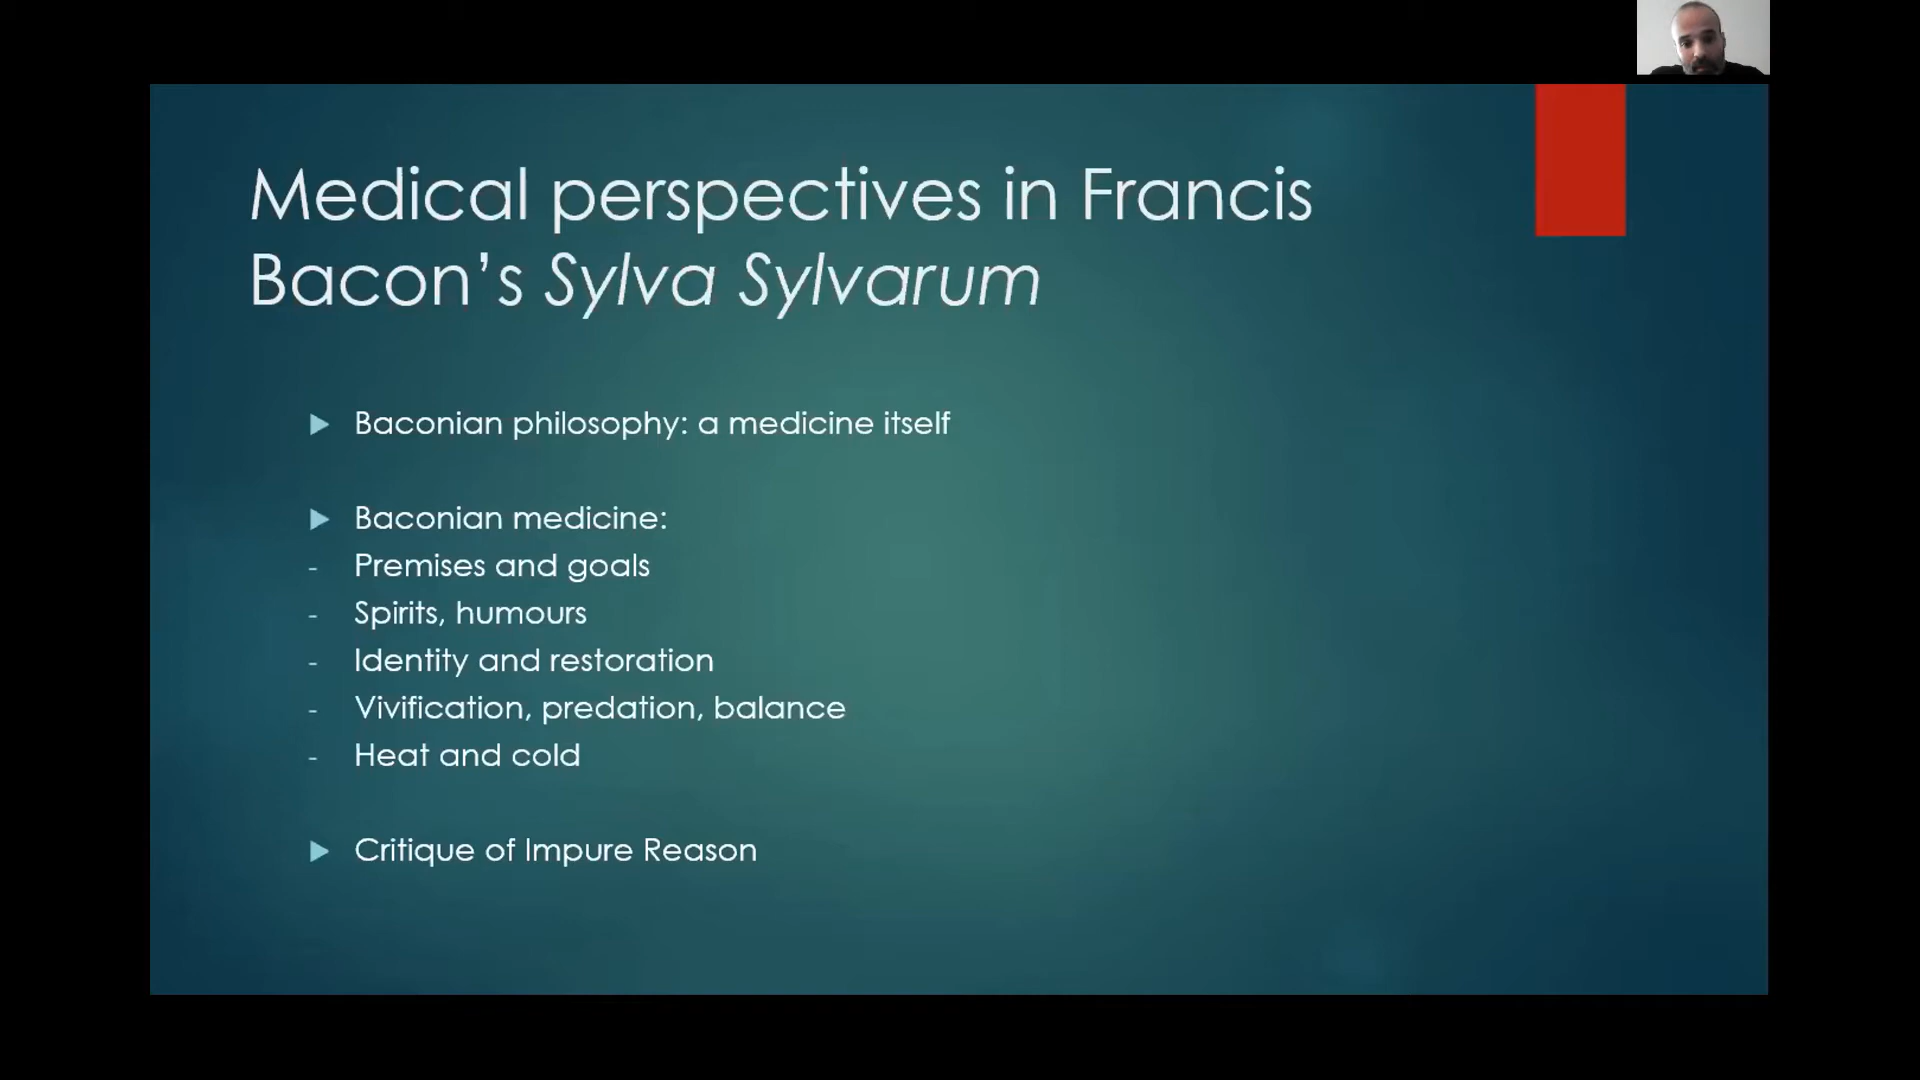 Medical perspectives in Francis
Bacon’s Sylva Sylvarum
Baconian philosophy: a medicine itself
Baconian medicine:
- Premises and goals
- Spirits, humours
- Identity and restoration
- Vivification, predation, balance
- Heat and cold
Critique of Impure Reason